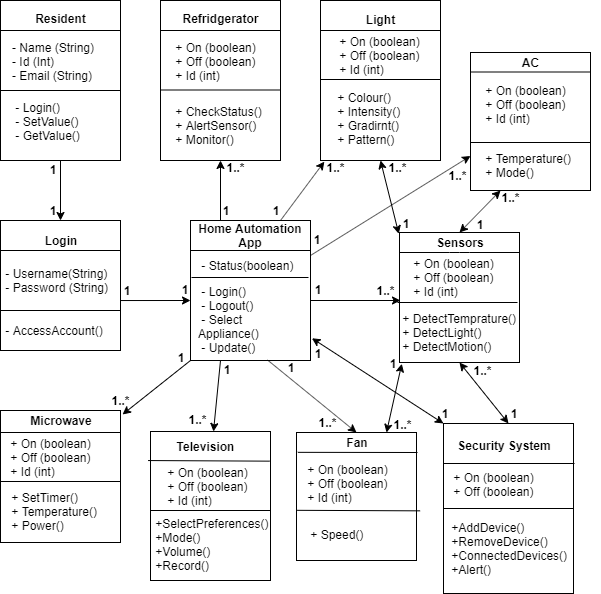 Resident
- Name (String)
- Id (Int)
- Email (String)
- Login()
- SetValue()
- GetValue()
1
1
Refridgerator
+ On (boolean)
+ Off (boolean)
+ Id (int)
+ CheckStatus()
+ AlertSensor()
+ Monitor()
1..*
1
Light
+ On (boolean)
+ Off (boolean)
+ Id (int)
+ Colour()
+ Intensity()
+ Gradirnt()
+ Pattern()
1..*
1
1..*
1
AC
+ On (boolean)
+ Off (boolean)
+ Id (int)
+ Temperature()
+ Mode()
1..*
1
1..*
1
Login
- Username(String)
- Password (String)
- AccessAccount()
1
1
Home Automation
App
- Status(boolean)
- Login()
- Logout()
- Select
Appliance()
- Update()
1
1..*
Sensors
+ On (boolean)
+ Off (boolean)
+ Id (int)
+ DetectTemprature()
+ DetectLight()
+ DetectMotion()
1
1
1
1
1
1..*
1..*
1..*
1..*
1..*
1
1
Microwave
+ On (boolean)
+ Off (boolean)
+ Id (int)
+ SetTimer()
+ Temperature()
+ Power()
Television
+ On (boolean)
+ Off (boolean)
+ Id (int)
+SelectPreferences()
+Mode()
+Volume()
+Record()
Fan
+ On (boolean)
+ Off (boolean)
+ Id (int)
+ Speed()
Security System
+ On (boolean)
+ Off (boolean)
+AddDevice()
+RemoveDevice()
+ConnectedDevices()
+Alert()